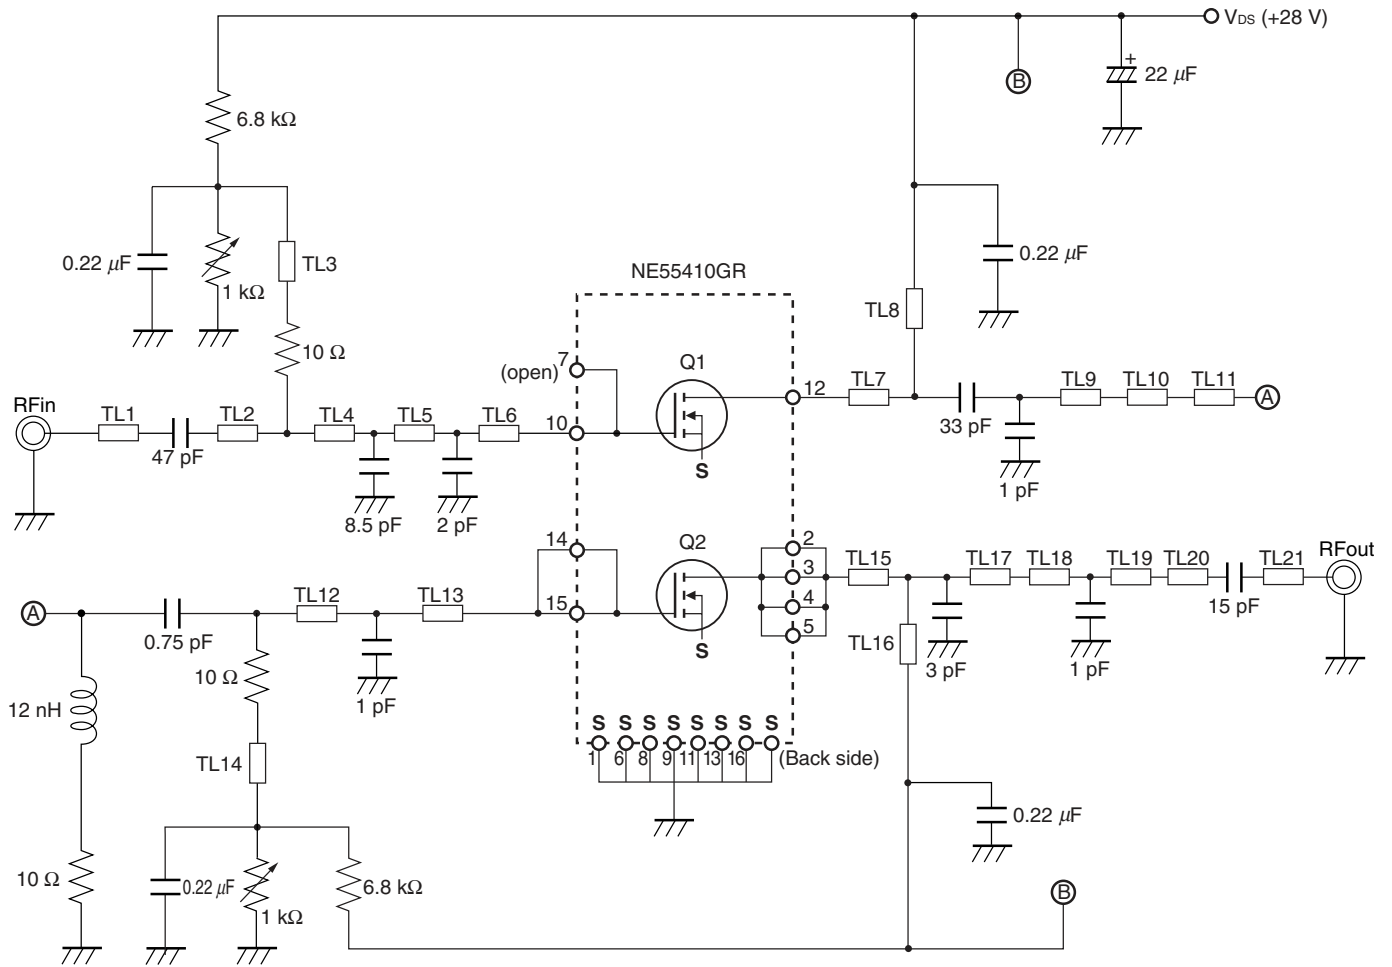 VDS (+28 V)
B
22 µF
+
6.8 kΩ
0.22 µF
1 kΩ
TL3
10 Ω
NE55410GR
0.22 µF
TL8
(open)
7
Q1
12
TL7
TL9
TL10
TL11
A
RFin
TL1
TL2
TL4
TL5
TL6
10
47 pF
33 pF
S
1 pF
8.5 pF
2 pF
14
Q2
2
3
4
5
TL15
TL17
TL18
TL19
TL20
TL21
RFout
15 pF
A
0.75 pF
TL12
TL13
15
S
TL16
3 pF
1 pF
10 Ω
1 pF
12 nH
TL14
S S S S S S S S
1 6 8 9 11 13 16 (Back side)
0.22 µF
10 Ω
0.22 µF
1 kΩ
6.8 kΩ
B